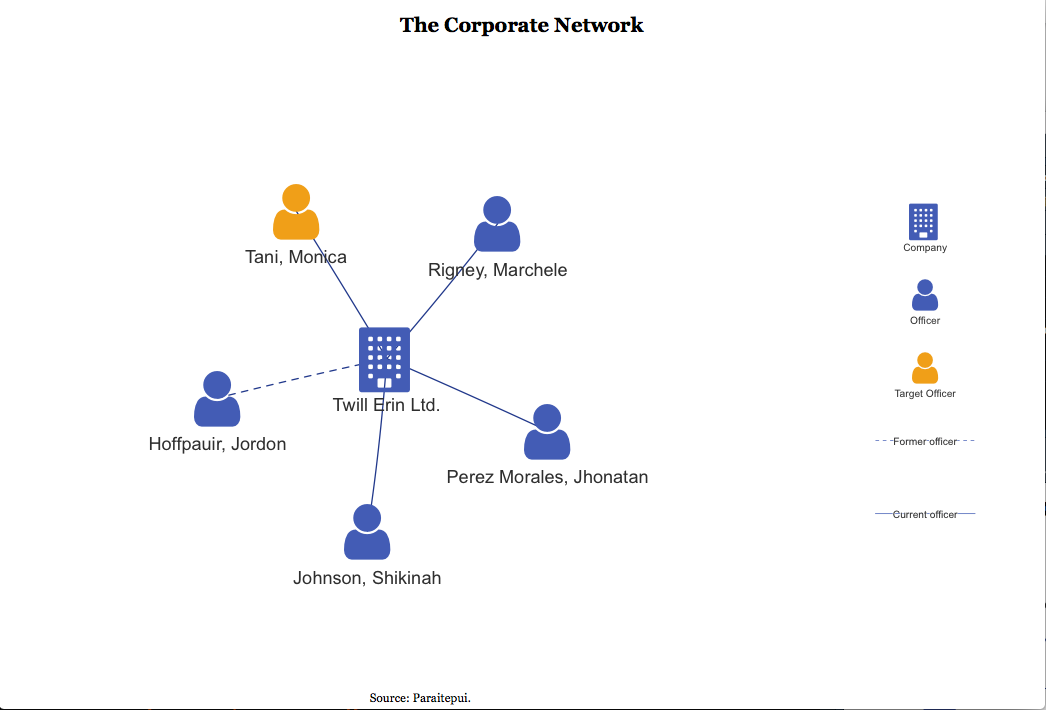 The Corporate Network
Tani, Monica
Rigney, Marchele
Twill Erin Ltd.
Hoffpauir, Jordon
Perez Morales, Jhonatan
Johnson, Shikinah
Company
Officer
Target Officer
Former officer
Current officer
Source: Paraitepui.